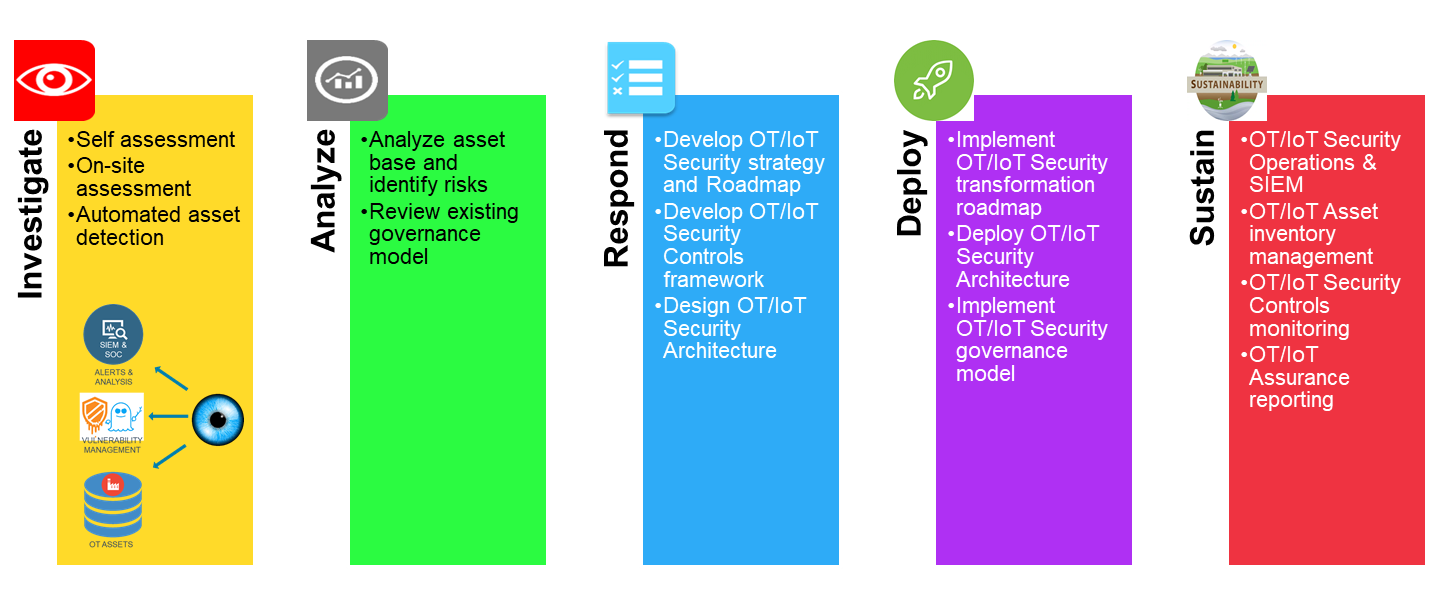 Investigate
•Self assessment
•On-site
assessment
•Automated asset
detection
SIEM &
SOC
ALERTS &
ANALYSIS
VULNERABILITY
MANAGEMENT
OT ASSETS
Analyze
•Analyze asset
base and
identify risks
•Review existing
governance
model
Respond
•Develop OT/IoT
Security strategy
and Roadmap
•Develop OT/IoT
Security
Controls
framework
•Design OT/IoT
Security
Architecture
Deploy
•Implement
OT/IoT Security
transformation
roadmap
•Deploy OT/IoT
Security
Architecture
•Implement
OT/IoT Security
governance
model
SUSTAINABILITY
Sustain
•OT/IoT Security
Operations &
SIEM
•OT/IoT Asset
inventory
management
•OT/IoT Security
Controls
monitoring
•OT/IoT
Assurance
reporting